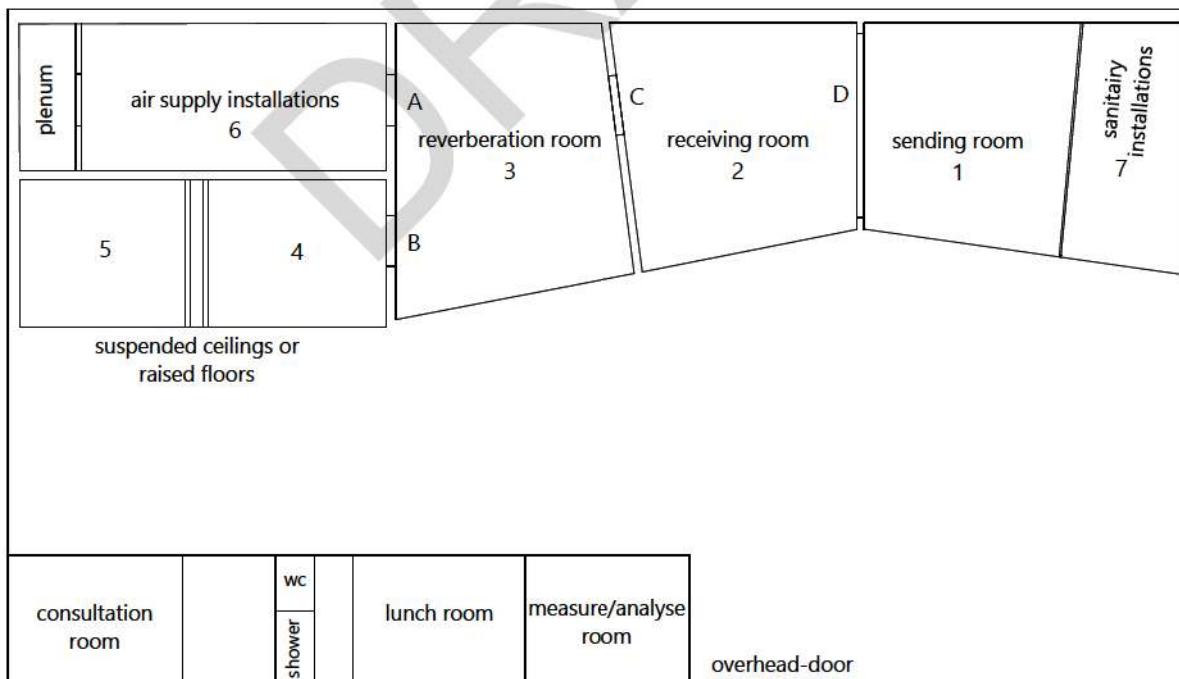 plenum
air supply installations
6
A
reverberation room
3
C
receiving room
2
D
sending room
1
sanitairy
installations
7
5
4
B
suspended ceilings or
raised floors
consultation
room
wc
shower
lunch room
measure/analyse
room
overhead-door